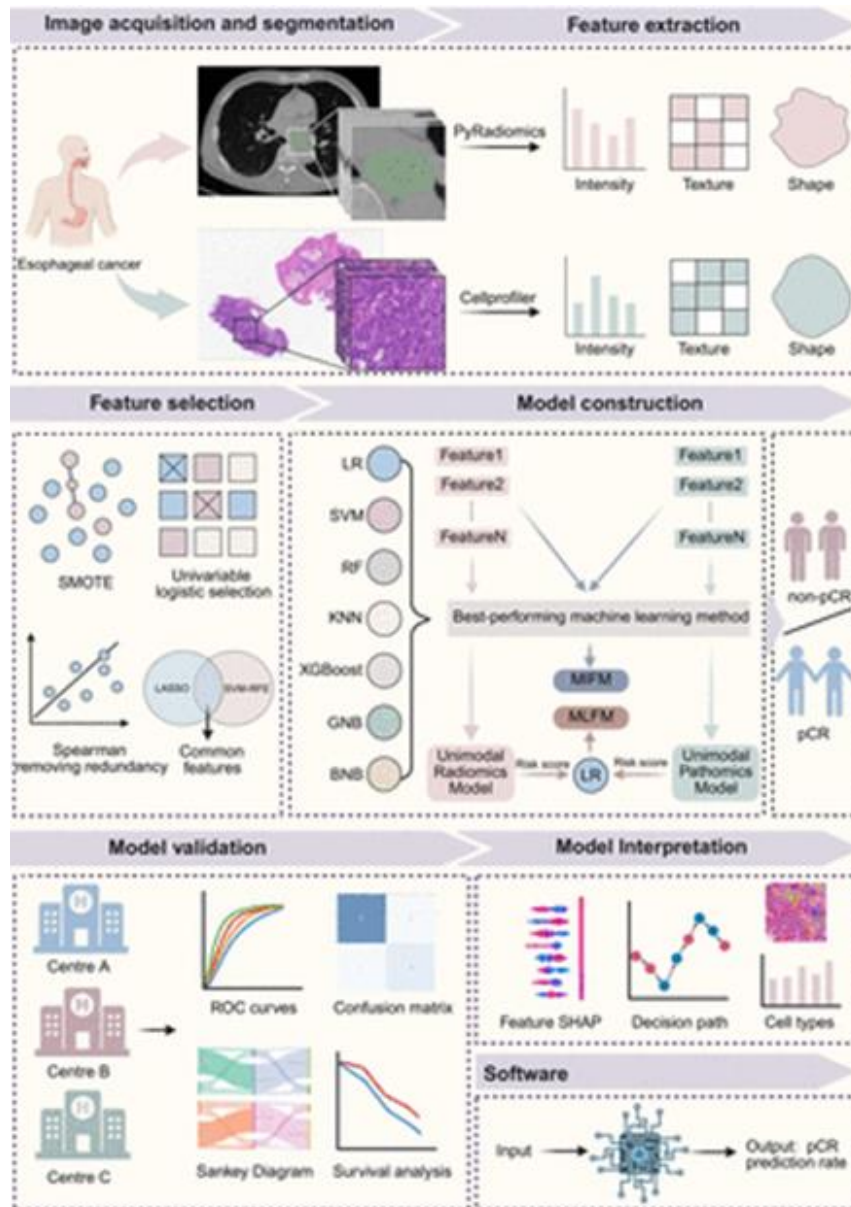 Image acquisition and segmentation
Feature extraction
PyRadiomics
Intensity
Texture
Shape
Esophageal cancer
Cellprofiler
Intensity
Texture
Shape
Feature selection
Model construction
SMOTE
Univariable
logistic selection
LASSO
SVM-RFE
Spearman
removing redundancy
Common
features
LR
SVM
RF
KNN
XGBoost
GNB
BNB
Feature1
Feature2
FeatureN
Feature1
Feature2
FeatureN
Best-performing machine learning method
MIFM
MLFM
Unimodal
Radiomics
Model
Risk score
LR
Risk score
Unimodal
Pathomics
Model
non-pCR
pCR
Model validation
Model Interpretation
H
Centre A
H
Centre B
H
Centre C
ROC curves
Confusion matrix
Sankey Diagram
Survival analysis
Feature SHAP
Decision path
Cell types
Software
Input
Output: pCR
prediction rate